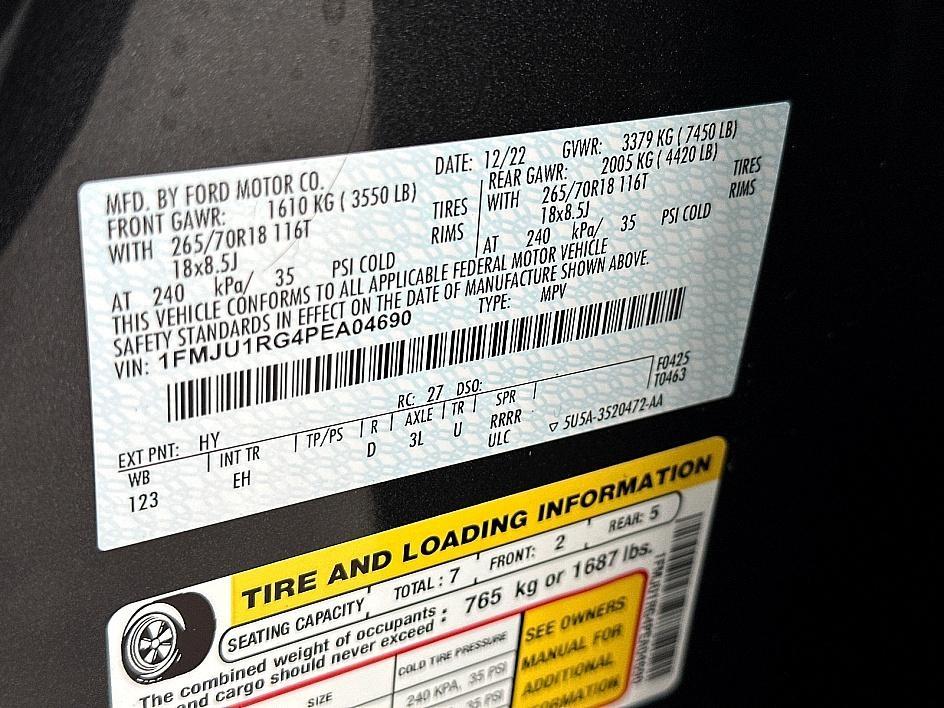 MFD. BY FORD MOTOR CO.
DATE: 12/22 GVWR: 3379 KG ( 7450 LB)
FRONT GAWR: 1610 KG ( 3550 LB)
WITH 265/70R18 116T TIRES
18x8.5J RIMS
AT 240 kPa/ 35 PSI COLD
REAR GAWR: 2005 KG ( 4420 LB)
WITH 265/70R18 116T TIRES
18x8.5J RIMS
AT 240 kPa/ 35 PSI COLD
THIS VEHICLE CONFORMS TO ALL APPLICABLE FEDERAL MOTOR VEHICLE
SAFETY STANDARDS IN EFFECT ON THE DATE OF MANUFACTURE SHOWN ABOVE.
VIN: 1FMJU1RG4PEA04690 TYPE: MPV
F0425
T0463
EXT PNT: HY RC: 27 DSO:
WB INT TR TP/PS R AXLE TR SPR
123 EH D 3L U RRRR
ULC
▽ 5U5A-3520472-AA
TIRE AND LOADING INFORMATION
SEATING CAPACITY TOTAL : 7 FRONT: 2 REAR: 5
The combined weight of occupants
and cargo should never exceed : 765 kg or 1687 lbs.
SIZE COLD TIRE PRESSURE
240 KPA, 35 PSI
35 PSI
SEE OWNERS
MANUAL FOR
ADDITIONAL